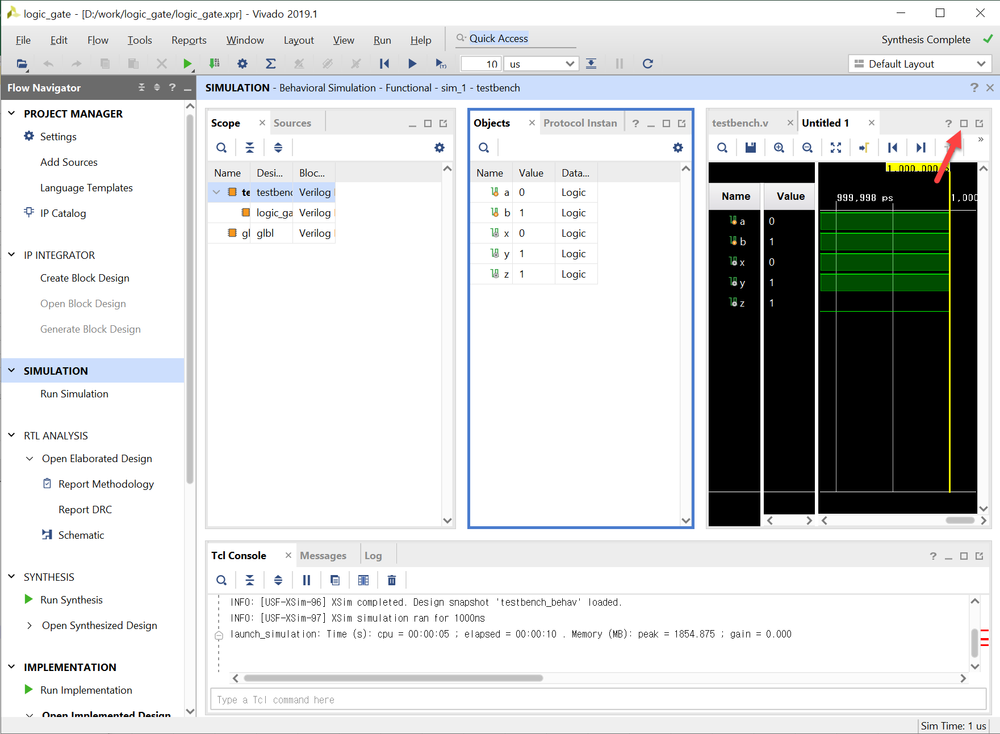 logic_gate - [D:/work/logic_gate/logic_gate.xpr] - Vivado 2019.1
File Edit Flow Tools Reports Window Layout View Run Help Quick Access Synthesis Complete
10 us Default Layout
Flow Navigator
SIMULATION - Behavioral Simulation - Functional - sim_1 - testbench
PROJECT MANAGER
Settings
Add Sources
Language Templates
IP Catalog
IP INTEGRATOR
Create Block Design
Open Block Design
Generate Block Design
SIMULATION
Run Simulation
RTL ANALYSIS
Open Elaborated Design
Report Methodology
Report DRC
Schematic
SYNTHESIS
Run Synthesis
Open Synthesized Design
IMPLEMENTATION
Run Implementation
Open Implemented Design
Scope Sources
Name Desi... Bloc...
te testbenc Verilog
logic_ga Verilog
gl glbl Verilog
Objects Protocol Instan
Name Value Data...
a 0 Logic
b 1 Logic
x 0 Logic
y 1 Logic
z 1 Logic
testbench.v Untitled 1
1,000,000
Name Value 999,998 ps 1,000
a 0
b 1
x 0
y 1
z 1
Tcl Console Messages Log
INFO: [USF-XSim-96] XSim completed. Design snapshot 'testbench_behav' loaded.
INFO: [USF-XSim-97] XSim simulation ran for 1000ns
launch_simulation: Time (s): cpu = 00:00:05 ; elapsed = 00:00:10 . Memory (MB): peak = 1854.875 ; gain = 0.000
Type a Tcl command here
Sim Time: 1 us